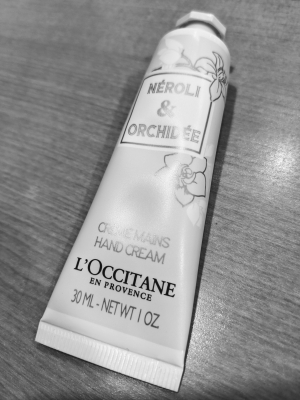 NÉROLI
&
ORCHIDÉE
CRÈME MAINS
HAND CREAM
L'OCCITANE
EN PROVENCE
30 ML - NET WT 1 OZ